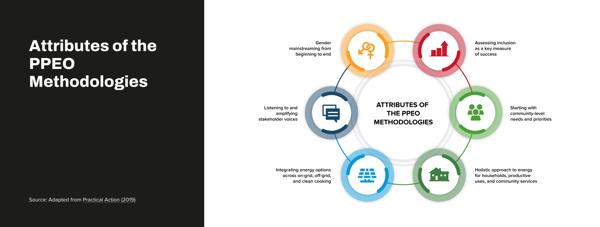 Attributes of the
PPEO
Methodologies
Source: Adapted from Practical Action (2019)
Gender
mainstreaming from
beginning to end
Assessing inclusion
as a key measure
of success
Listening to and
amplifying
stakeholder voices
ATTRIBUTES OF
THE PPEO
METHODOLOGIES
Starting with
community-level
needs and priorities
Integrating energy options
across on-grid, off-grid,
and clean cooking
Holistic approach to energy
for households, productive
uses, and community services